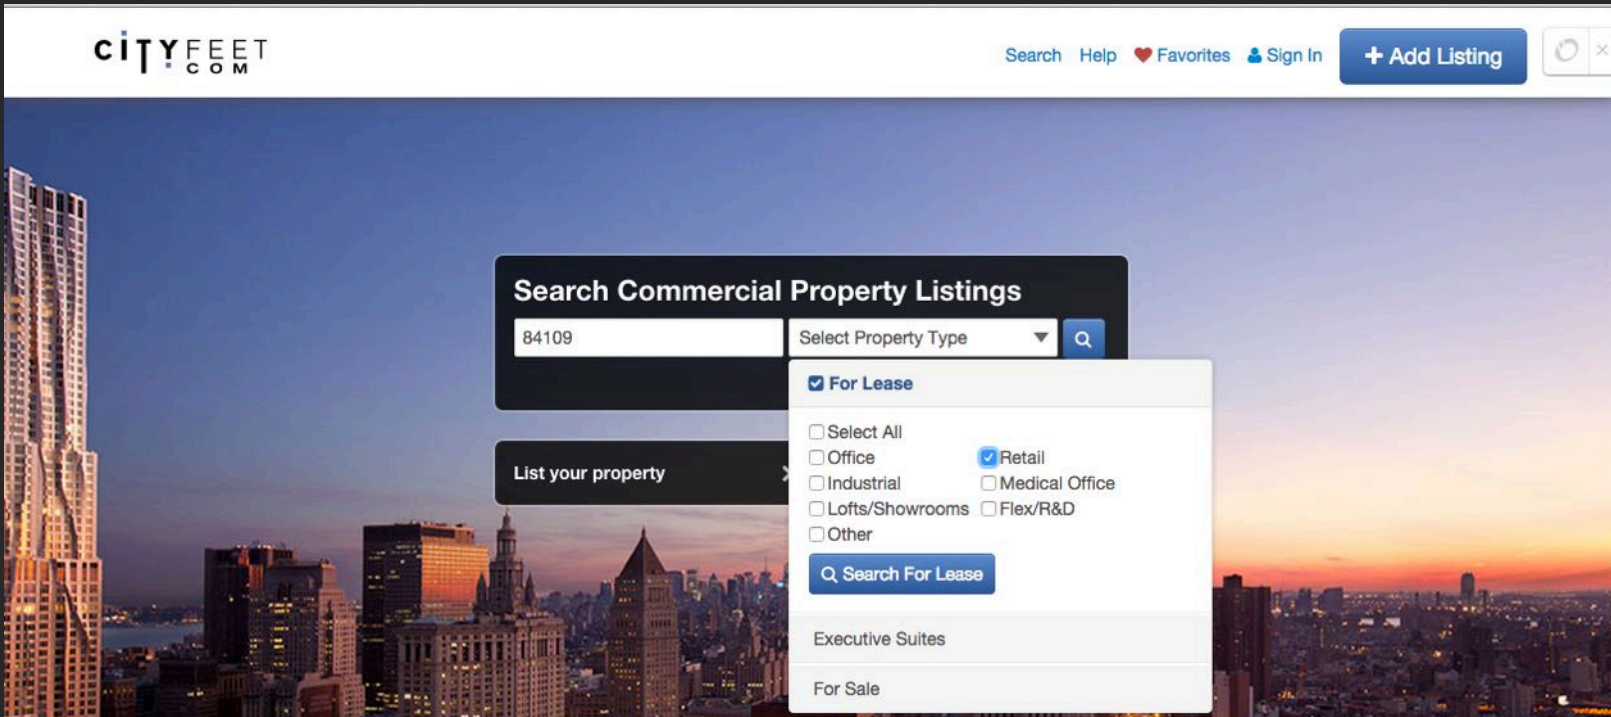 CiTYFEET
COM
Search Help Favorites Sign In + Add Listing
Search Commercial Property Listings
84109 Select Property Type
For Lease
Select All
Office Retail
Industrial Medical Office
Lofts/Showrooms Flex/R&D
Other
Search For Lease
List your property
Executive Suites
For Sale